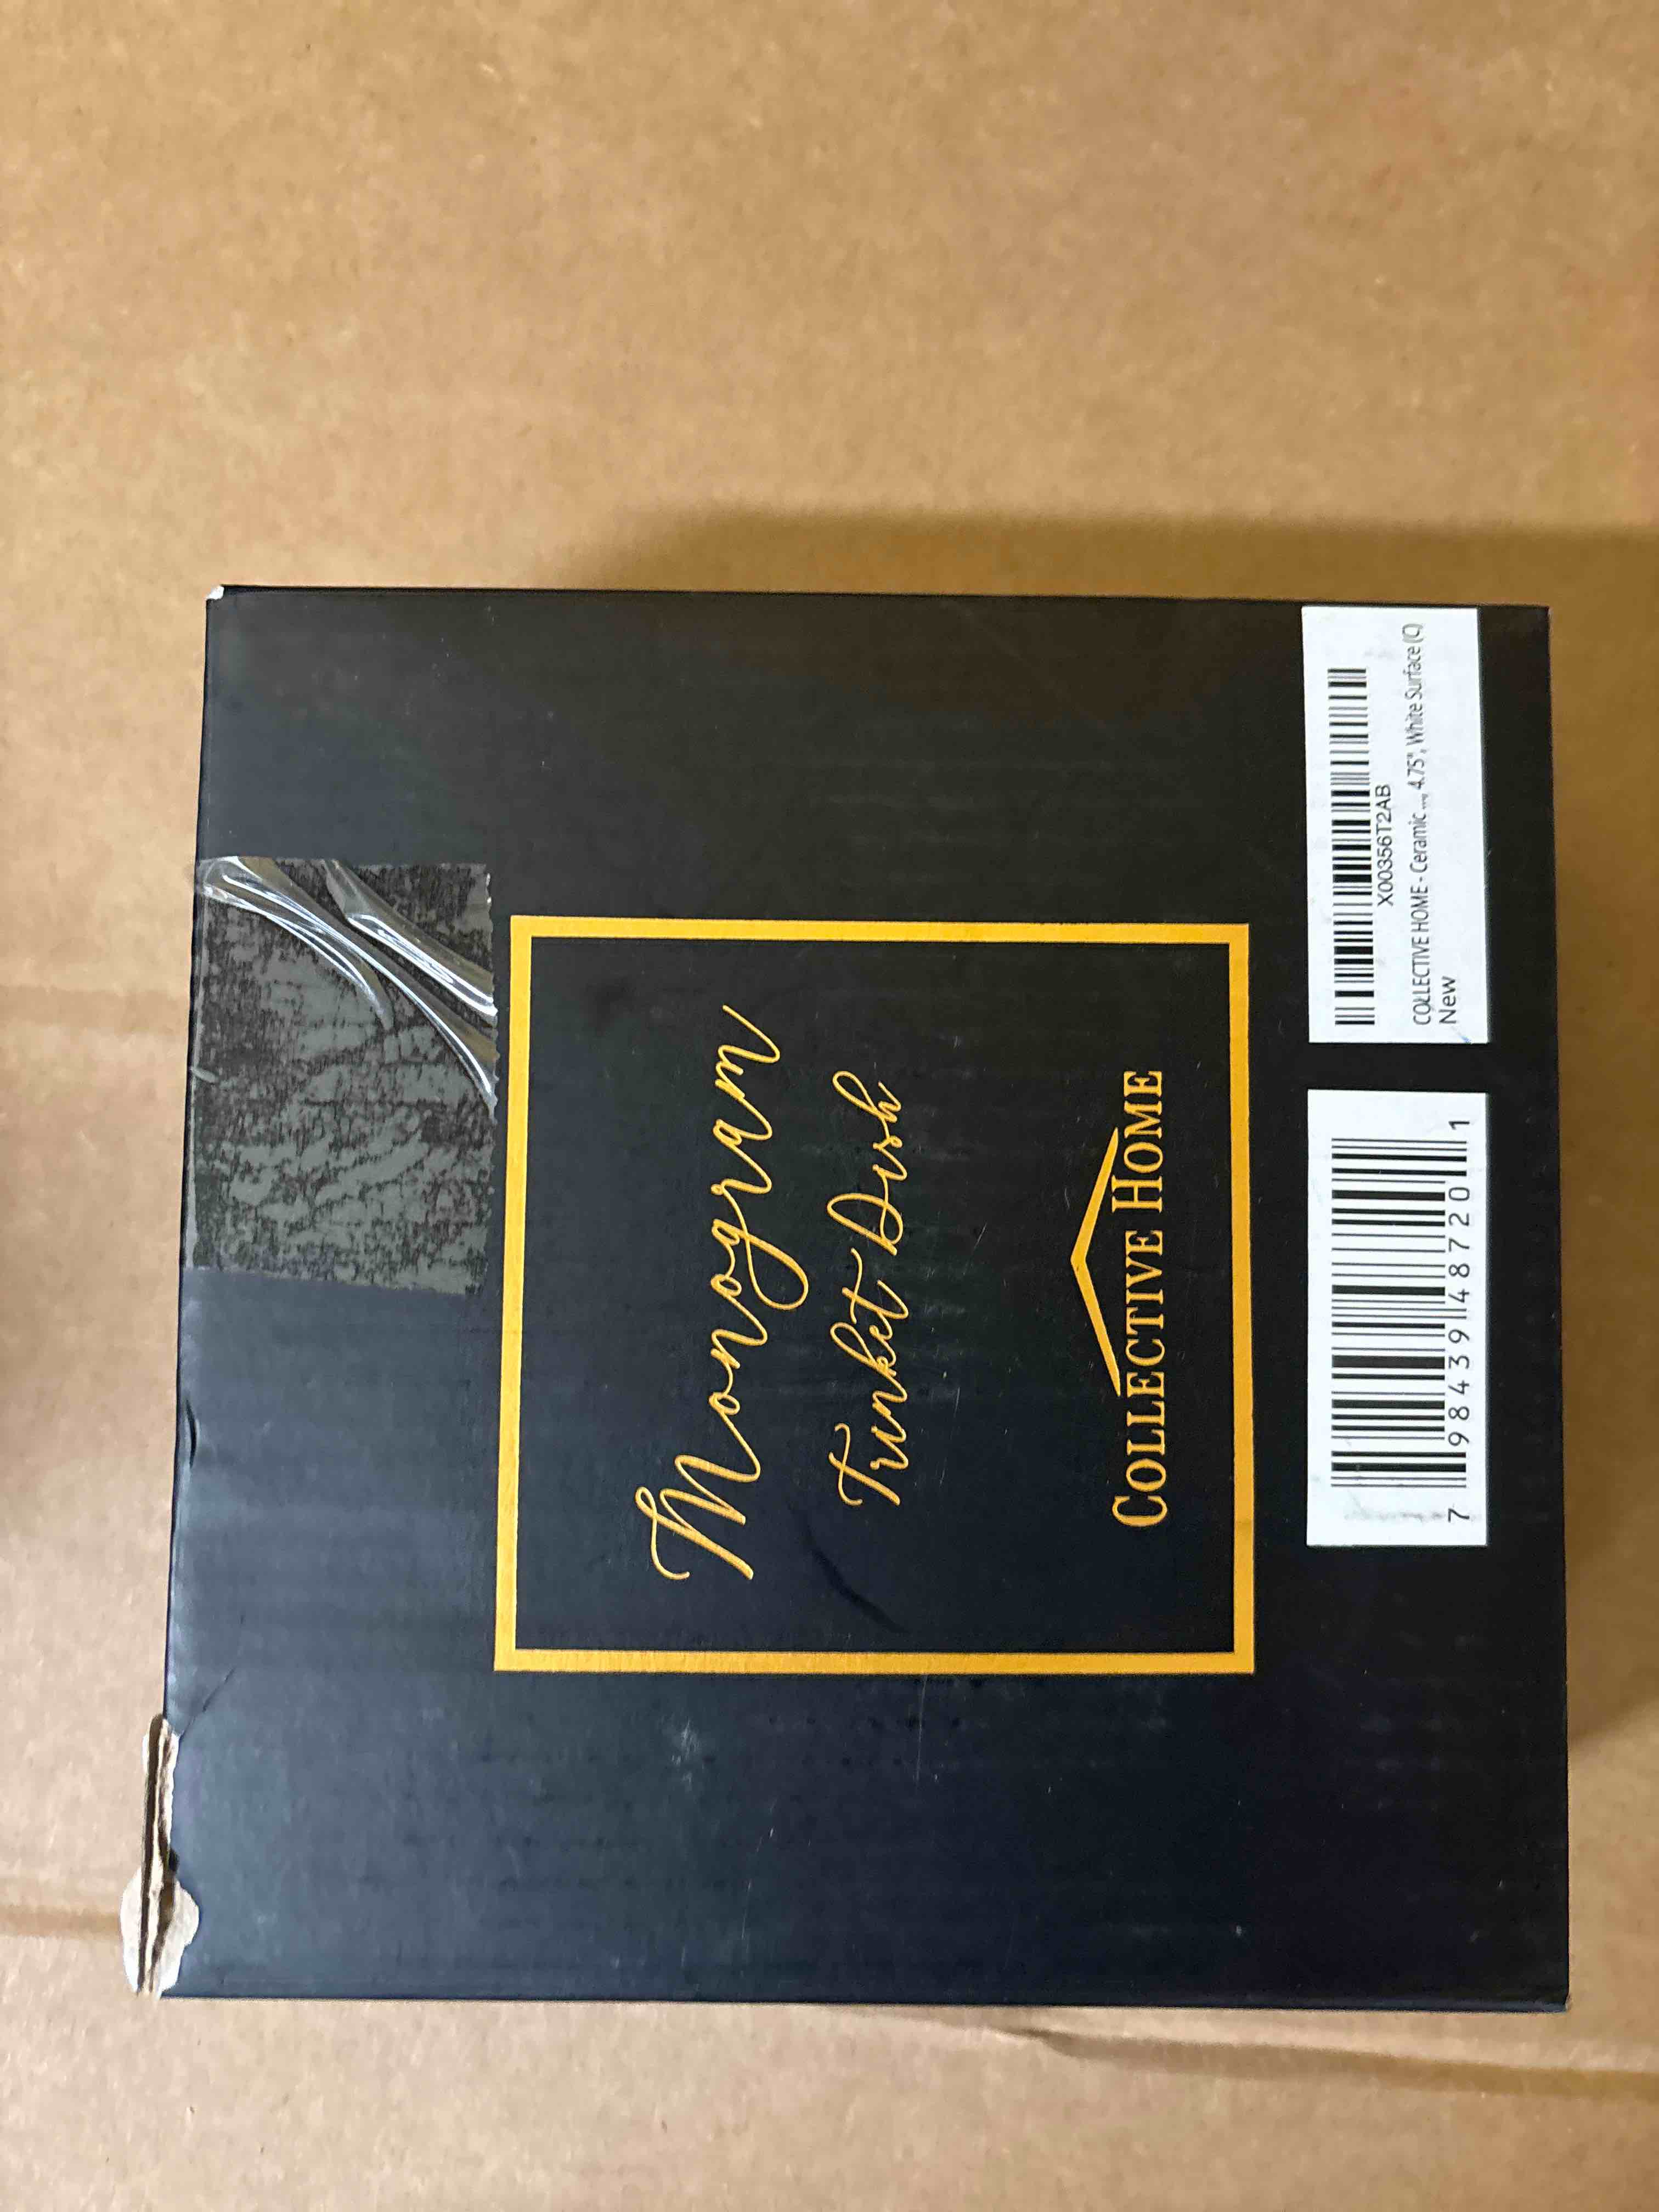 Monogram
Trinket Dish
COLLECTIVE HOME
7 98439 48720 1
X00356T2AB
COLLECTIVE HOME - Ceramic ..., 4.75", White Surface (C)
New